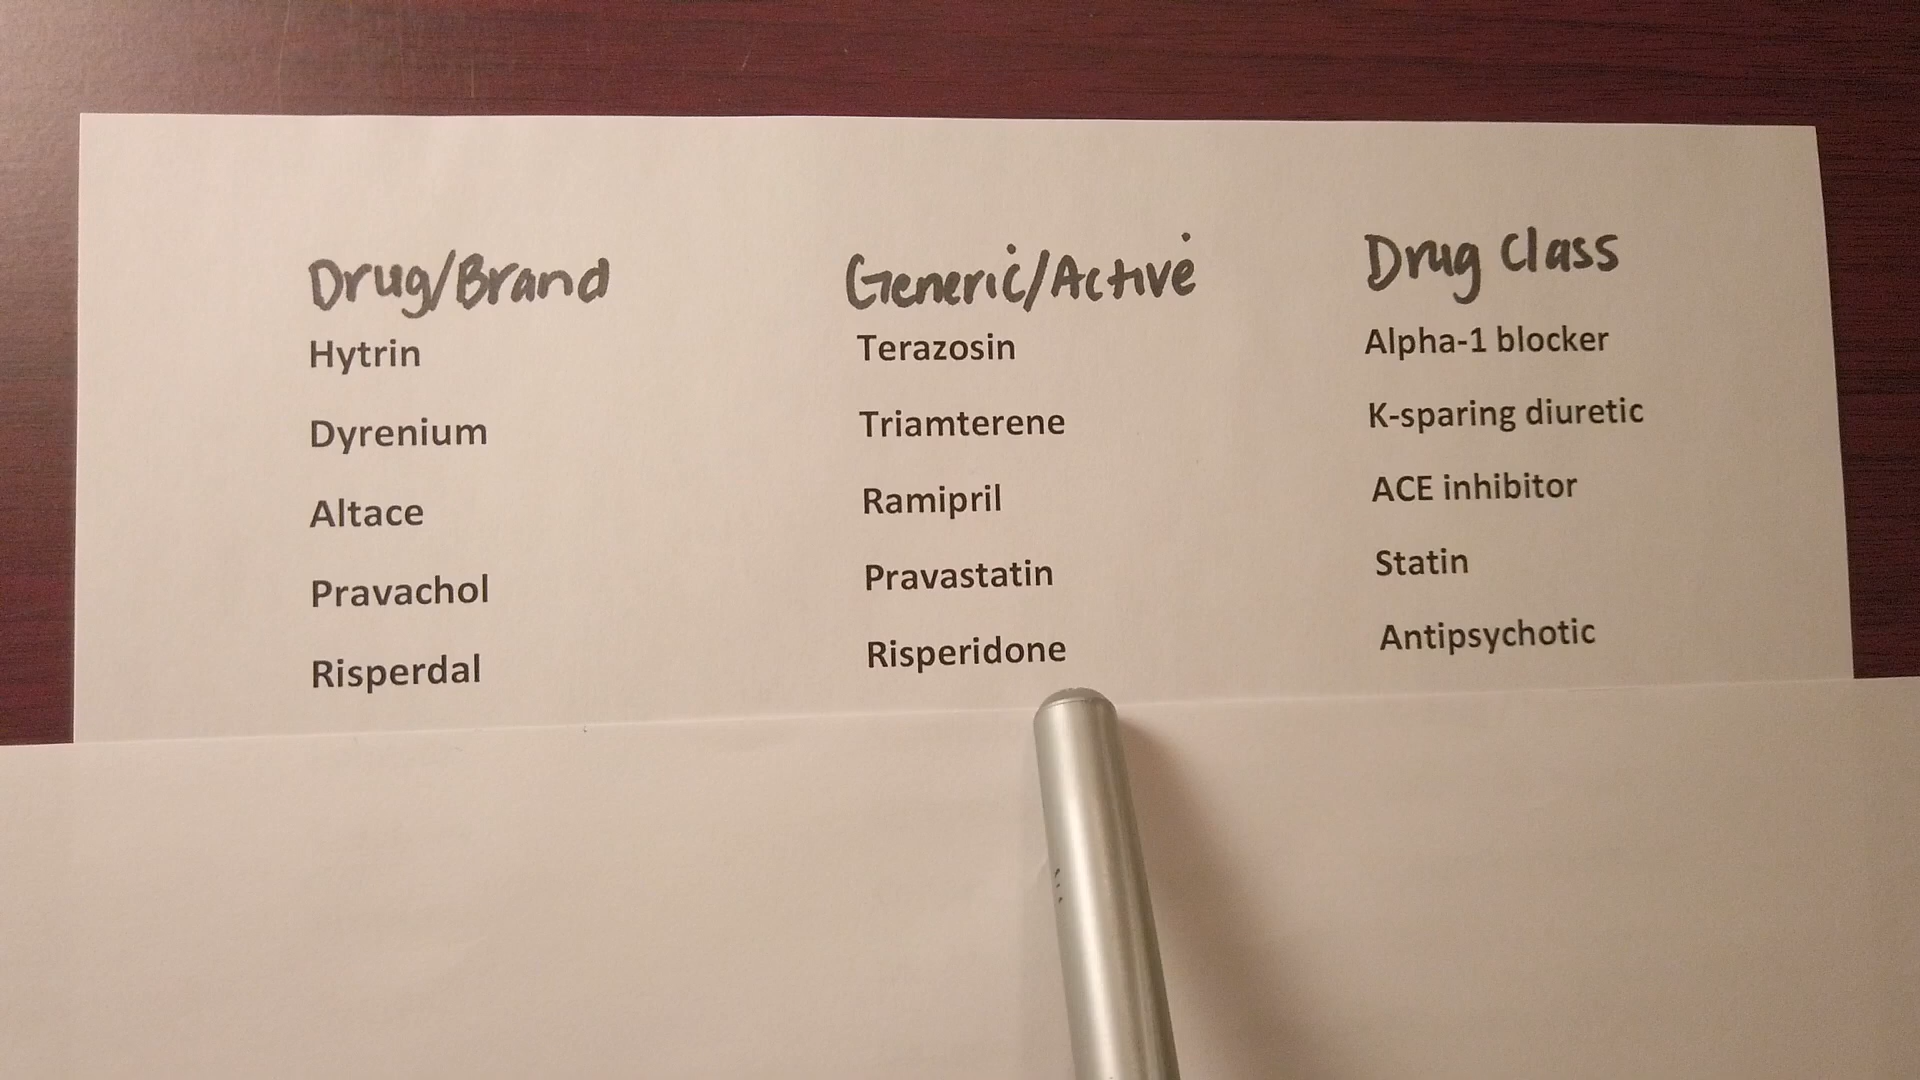 Drug/Brand Generic/Active Drug Class
Hytrin Terazosin Alpha-1 blocker
Dyrenium Triamterene K-sparing diuretic
Altace Ramipril ACE inhibitor
Pravachol Pravastatin Statin
Risperdal Risperidone Antipsychotic